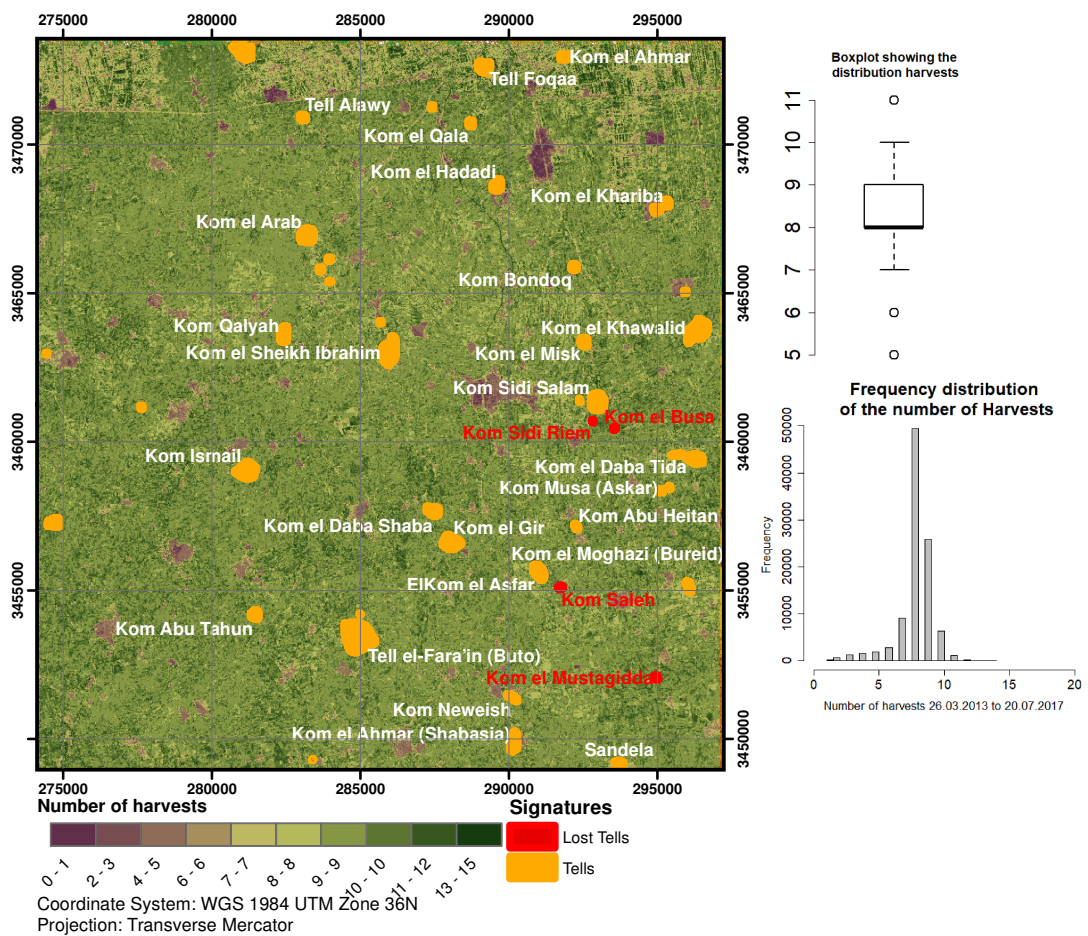 275000 280000 285000 290000 295000
Boxplot showing the
distribution harvests
Kom el Ahmar
Tell Foqaa
Tell Alawy
Kom el Qala
3470000 3470000
Kom el Hadadi
Kom el Khariba
Kom el Arab
Kom Bondoq
3465000 3465000
Kom Qalyah
Kom el Khawalid
Kom el Sheikh Ibrahim
Kom el Misk
Kom Sidi Salam
Kom el Busa
Kom Sidi Riem
3460000 3460000
Kom Ismail
Kom el Daba Tida
Kom Musa (Askar)
Kom Abu Heitan
Kom el Daba Shaba
Kom el Gir
Kom el Moghazi (Bureid)
ElKom el Asfar
3455000 3455000
Kom Saleh
Kom Abu Tahun
Tell el-Fara'in (Buto)
Kom el Mustagidda
Kom Neweish
Kom el Ahmar (Shabasia)
3450000 3450000
Sandela
275000 280000 285000 290000 295000
11
10
9
8
7
6
5
Frequency distribution
of the number of Harvests
Frequency
50000
40000
30000
20000
10000
0
0 5 10 15 20
Number of harvests 26.03.2013 to 20.07.2017
Number of harvests
0 - 1 2 - 3 4 - 5 6 - 6 7 - 7 8 - 8 9 - 9 10 - 10 11 - 12 13 - 15
Signatures
Lost Tells
Tells
Coordinate System: WGS 1984 UTM Zone 36N
Projection: Transverse Mercator